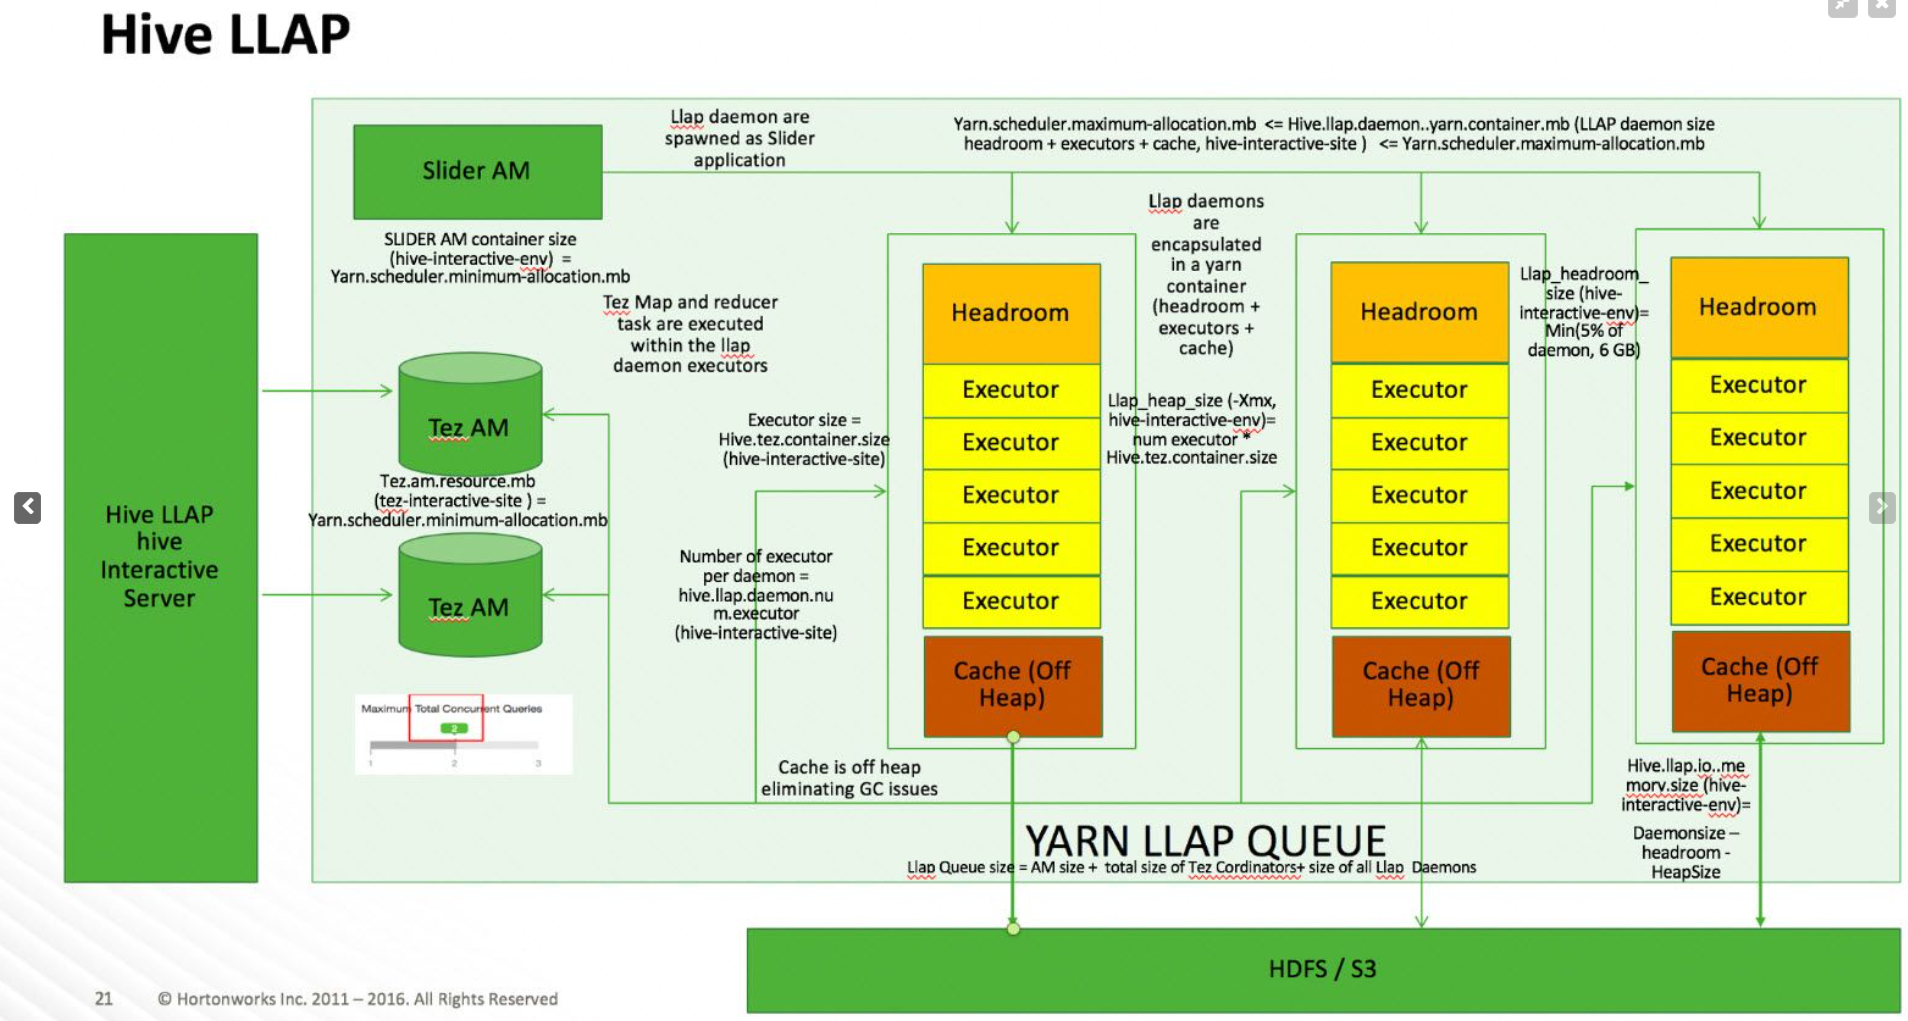 Hive LLAP
Llap daemon are
spawned as Slider
application
Yarn.scheduler.maximum-allocation.mb <= Hive.llap.daemon..yarn.container.mb (LLAP daemon size
headroom + executors + cache, hive-interactive-site ) <= Yarn.scheduler.maximum-allocation.mb
Slider AM
SLIDER AM container size
(hive-interactive-env) =
Yarn.scheduler.minimum-allocation.mb
Tez Map and reducer
task are executed
within the llap
daemon executors
Llap daemons
are
encapsulated
in a yarn
container
(headroom +
executors +
cache)
Llap_headroom_
size (hive-
interactive-env)=
Min(5% of
daemon, 6 GB)
Hive LLAP
hive
Interactive
Server
Tez AM
Tez.am.resource.mb
(tez-interactive-site ) =
Yarn.scheduler.minimum-allocation.mb
Tez AM
Maximum Total Concurrent Queries
2
1
2
3
Executor size =
Hive.tez.container.size
(hive-interactive-site)
Number of executor
per daemon =
hive.llap.daemon.nu
m.executor
(hive-interactive-site)
Headroom
Executor
Executor
Executor
Executor
Executor
Cache (Off
Heap)
Llap_heap_size (-Xmx,
hive-interactive-env)=
num executor *
Hive.tez.container.size
Headroom
Executor
Executor
Executor
Executor
Executor
Cache (Off
Heap)
Headroom
Executor
Executor
Executor
Executor
Executor
Cache (Off
Heap)
Cache is off heap
eliminating GC issues
Hive.llap.io..me
mory.size (hive-
interactive-env)=
Daemonsize –
headroom -
HeapSize
YARN LLAP QUEUE
Llap Queue size = AM size + total size of Tez Cordinators+ size of all Llap Daemons
HDFS / S3
21
© Hortonworks Inc. 2011 – 2016. All Rights Reserved